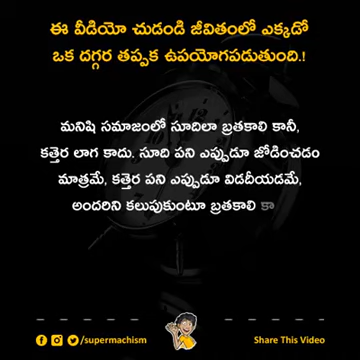 ఈ వీడియో చుడండి జీవితంలో ఎక్కడో
ఒక దగ్గర తప్పక ఉపయోగపడుతుంది.!
మనిషి సమాజంలో సూదిలా బ్రతకాలి కానీ,
కత్తెర లాగ కాదు. సూది పని ఎప్పుడూ జోడించడం
మాత్రమే, కత్తెర పని ఎప్పుడూ విడదీయడమే,
అందరిని కలుపుకుంటూ బ్రతకాలి కా
/supermachism
Share This Video